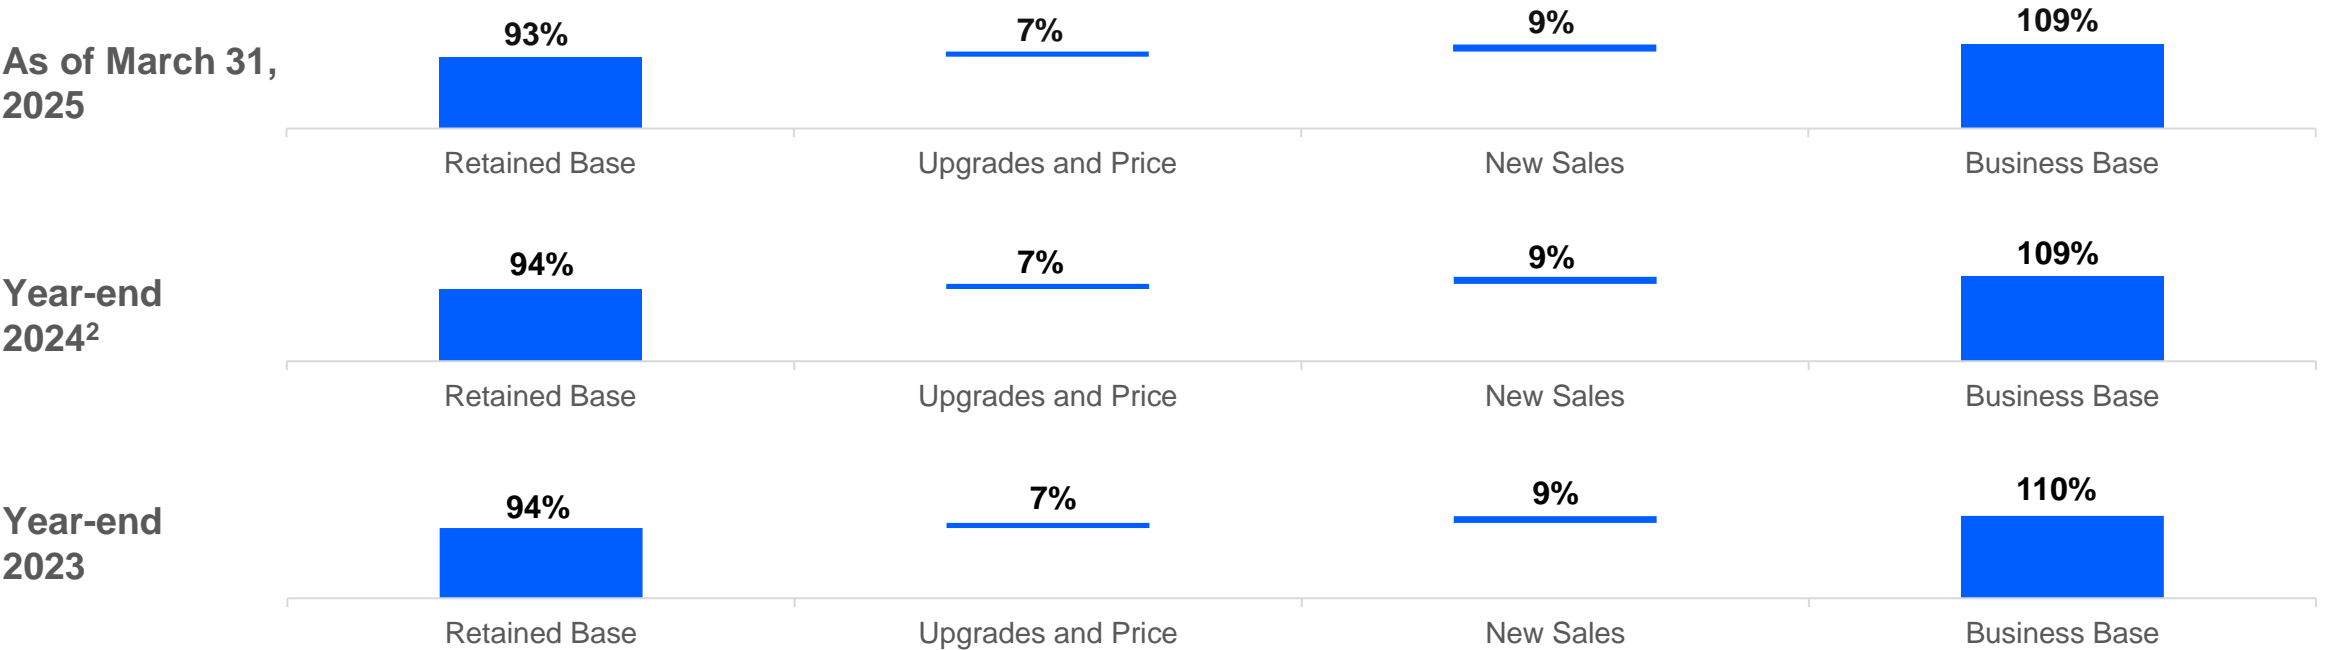 93%
7%
9%
109%
As of March 31,
2025
Retained Base
Upgrades and Price
New Sales
Business Base
94%
7%
9%
109%
Year-end
2024²
Retained Base
Upgrades and Price
New Sales
Business Base
94%
7%
9%
110%
Year-end
2023
Retained Base
Upgrades and Price
New Sales
Business Base